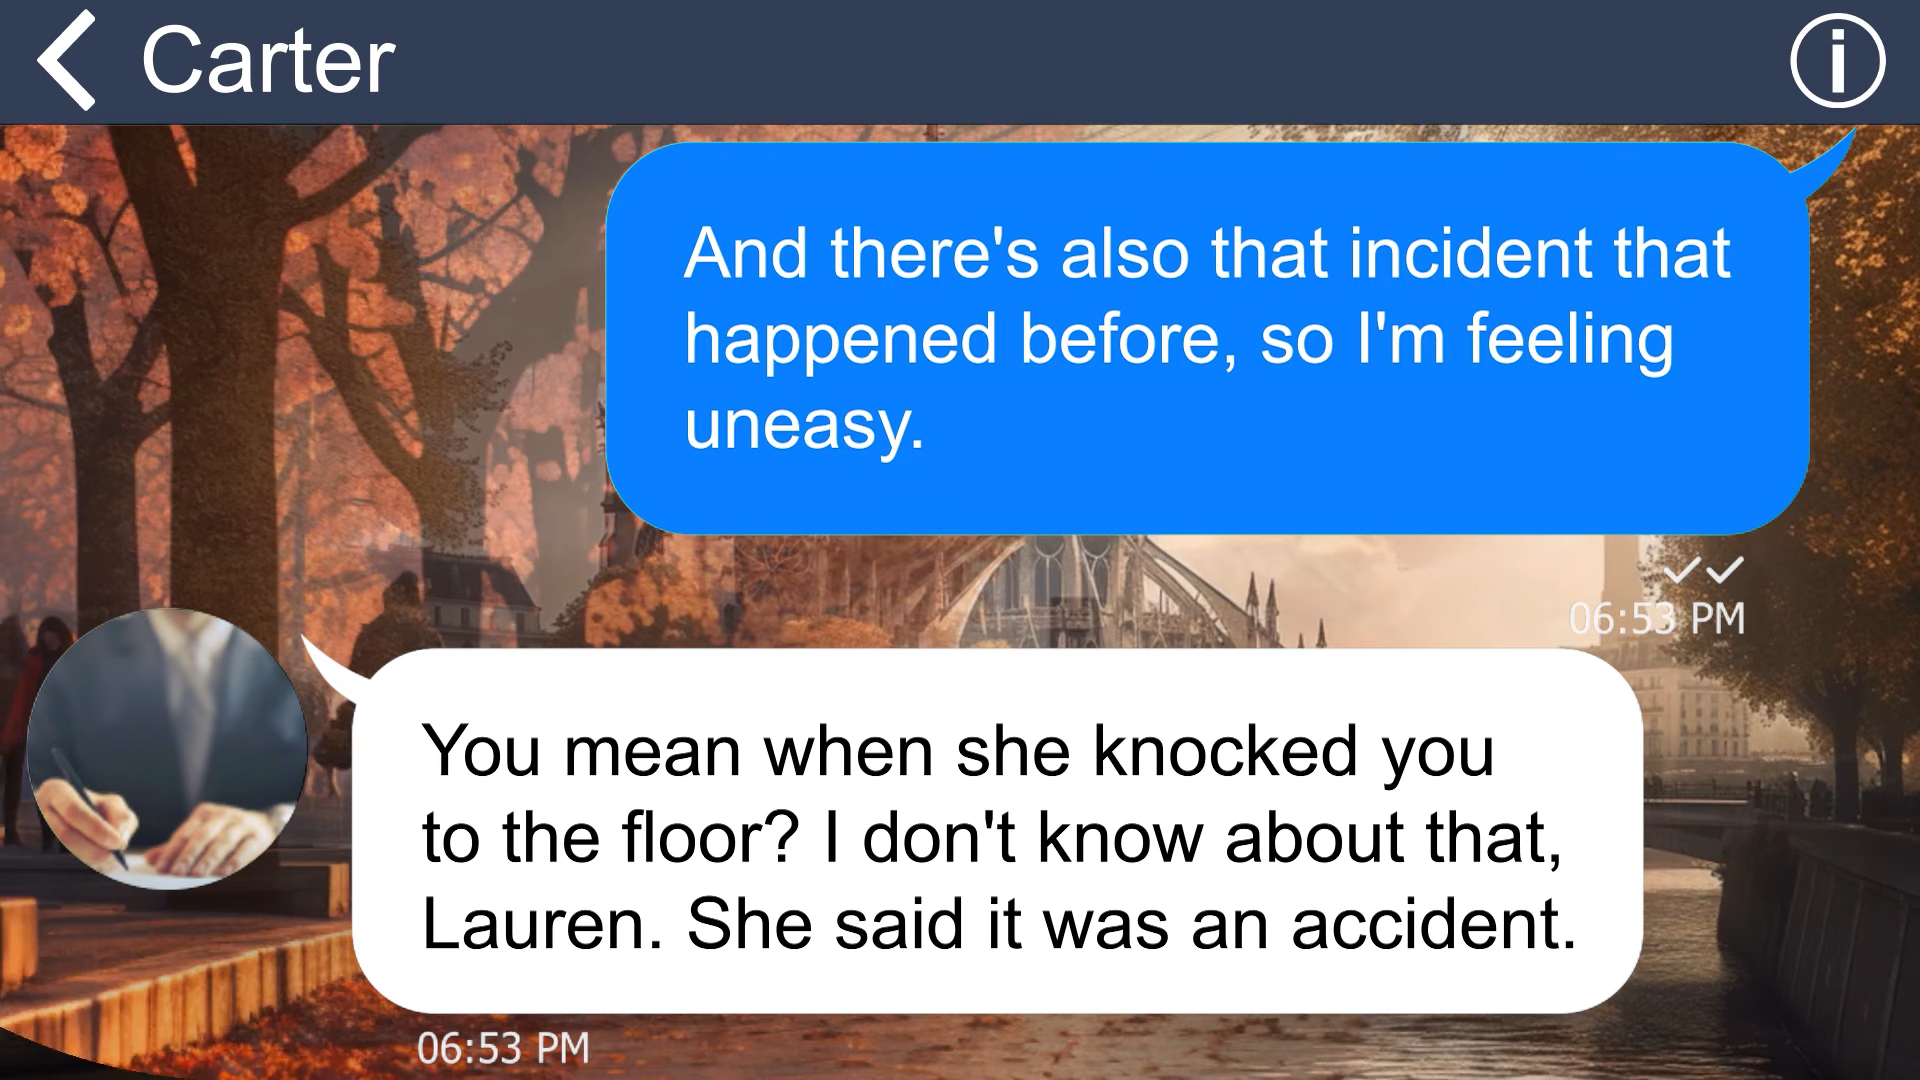 Carter
And there's also that incident that
happened before, so I'm feeling
uneasy.
06:53 PM
You mean when she knocked you
to the floor? I don't know about that,
Lauren. She said it was an accident.
06:53 PM